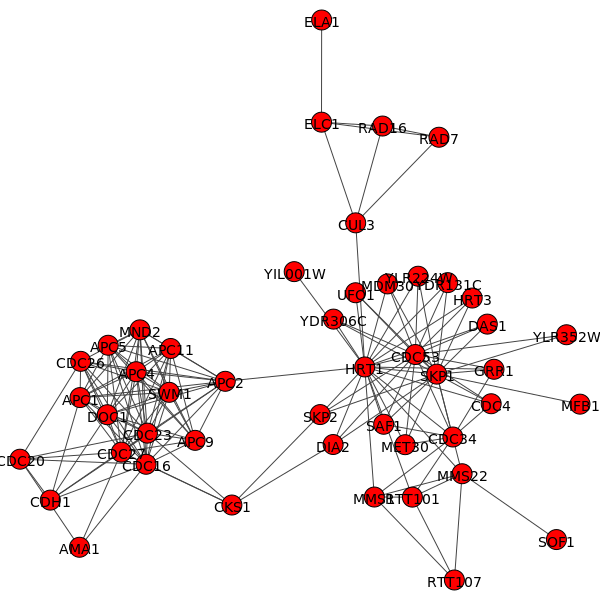 ELA1
ELC1
RAD16
RAD7
CUL3
YIL001W
UFO1
MDM30
YLR224W
YDR131C
HRT3
YDR306C
DAS1
YLR352W
MND2
APC5
APC11
CDC26
APC4
APC2
HRT1
CDC53
SKP1
GRR1
APC1
SWM1
DOC1
CDC4
MFB1
SKP2
SAF1
CDC23
APC9
DIA2
MET30
CDC34
CDC27
CDC16
CDC20
MMS22
CDH1
CKS1
MMS1
RTT101
AMA1
SOF1
RTT107